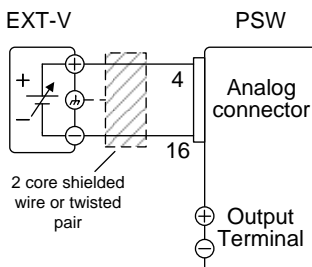 EXT-V
PSW
4
16
Analog
connector
2 core shielded
wire or twisted
pair
Output
Terminal